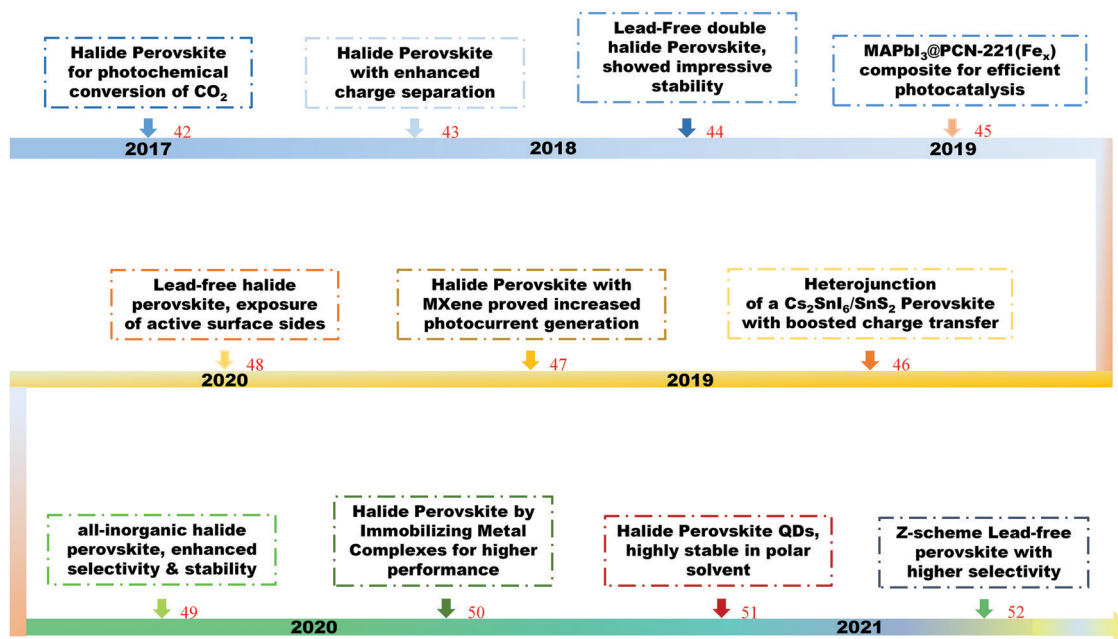 Halide Perovskite
for photochemical
conversion of CO₂
42
Halide Perovskite
with enhanced
charge separation
43
Lead-Free double
halide Perovskite,
showed impressive
stability
44
MAPbI₃@PCN-221(Feₓ)
composite for efficient
photocatalysis
45
2017
2018
2019
Lead-free halide
perovskite, exposure
of active surface sides
48
Halide Perovskite with
MXene proved increased
photocurrent generation
47
Heterojunction
of a Cs₂SnI₆/SnS₂ Perovskite
with boosted charge transfer
46
2020
2019
all-inorganic halide
perovskite, enhanced
selectivity & stability
49
Halide Perovskite by
Immobilizing Metal
Complexes for higher
performance
50
Halide Perovskite QDs,
highly stable in polar
solvent
51
Z-scheme Lead-free
perovskite with
higher selectivity
52
2020
2021